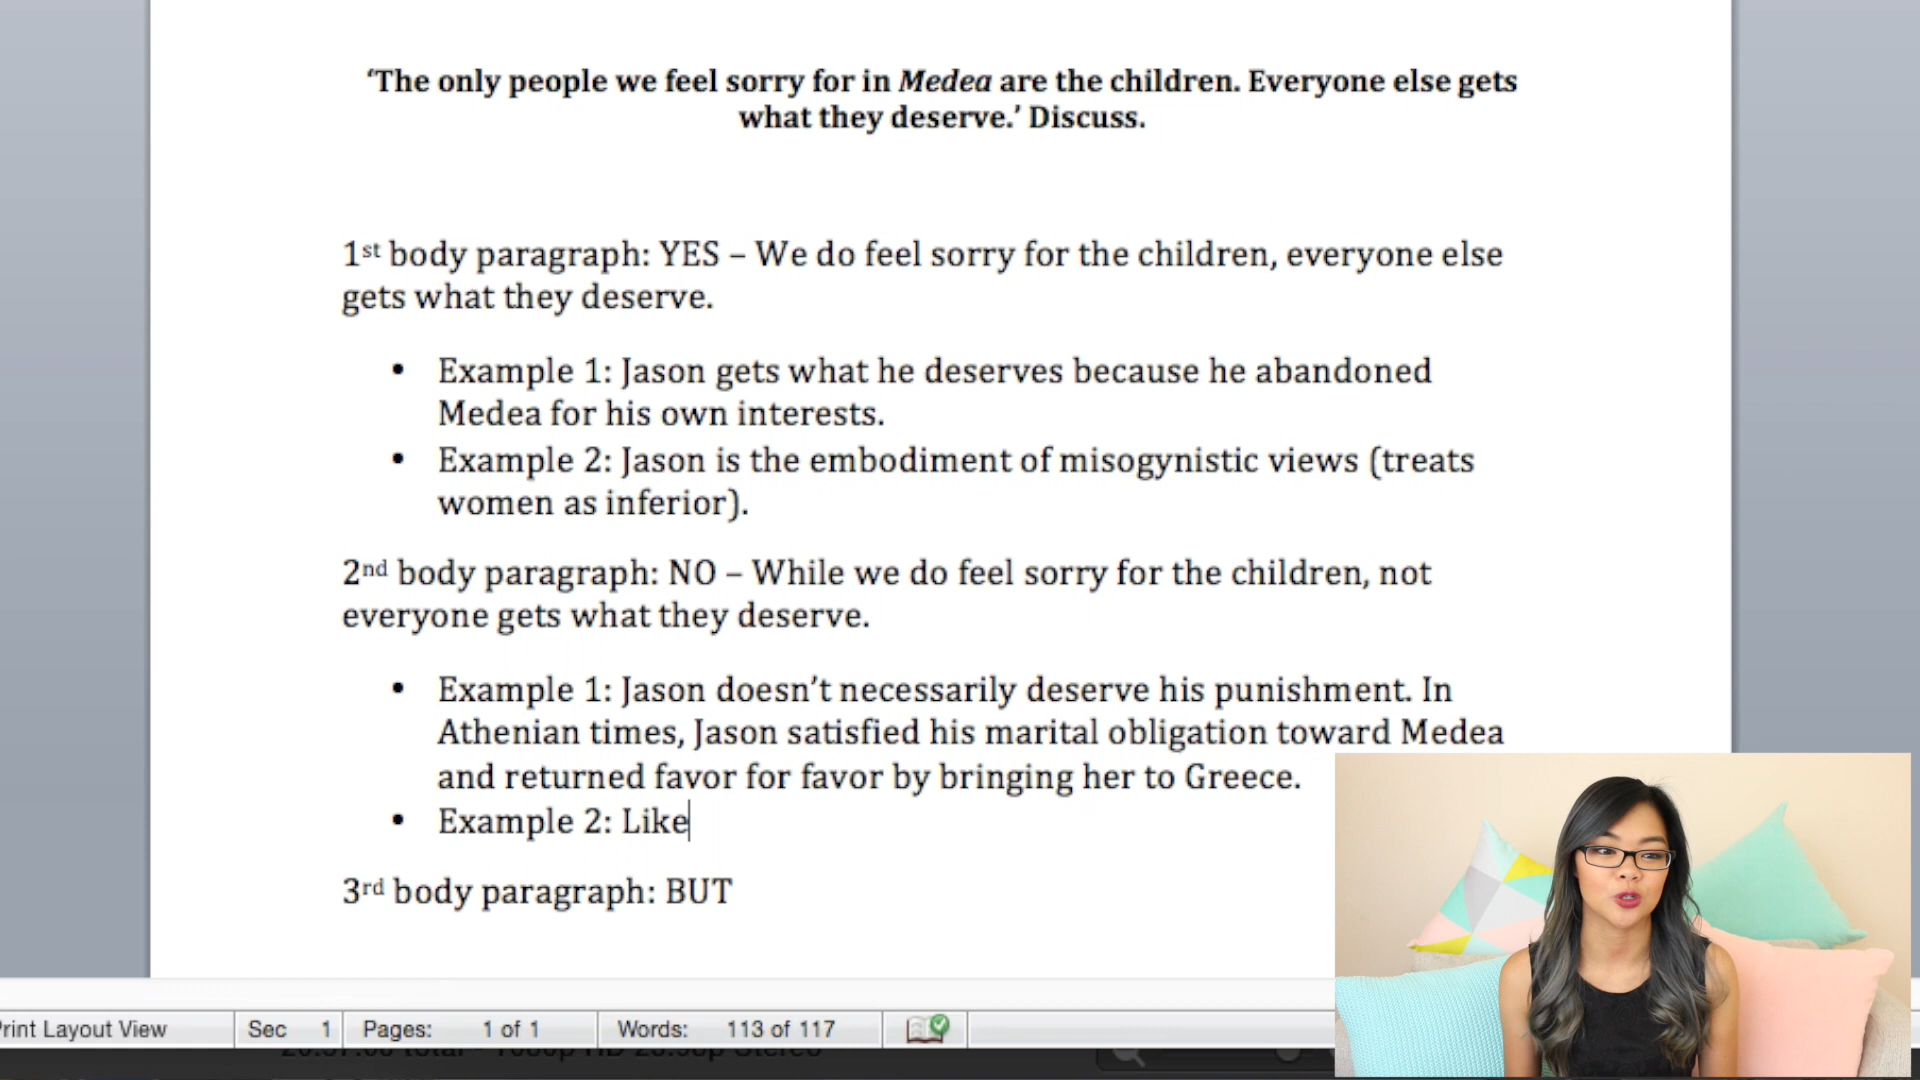 ‘The only people we feel sorry for in Medea are the children. Everyone else gets
what they deserve.’ Discuss.
1st body paragraph: YES – We do feel sorry for the children, everyone else
gets what they deserve.
• Example 1: Jason gets what he deserves because he abandoned
Medea for his own interests.
• Example 2: Jason is the embodiment of misogynistic views (treats
women as inferior).
2nd body paragraph: NO – While we do feel sorry for the children, not
everyone gets what they deserve.
• Example 1: Jason doesn’t necessarily deserve his punishment. In
Athenian times, Jason satisfied his marital obligation toward Medea
and returned favor for favor by bringing her to Greece.
• Example 2: Like
3rd body paragraph: BUT
rint Layout View Sec 1 Pages: 1 of 1 Words: 113 of 117